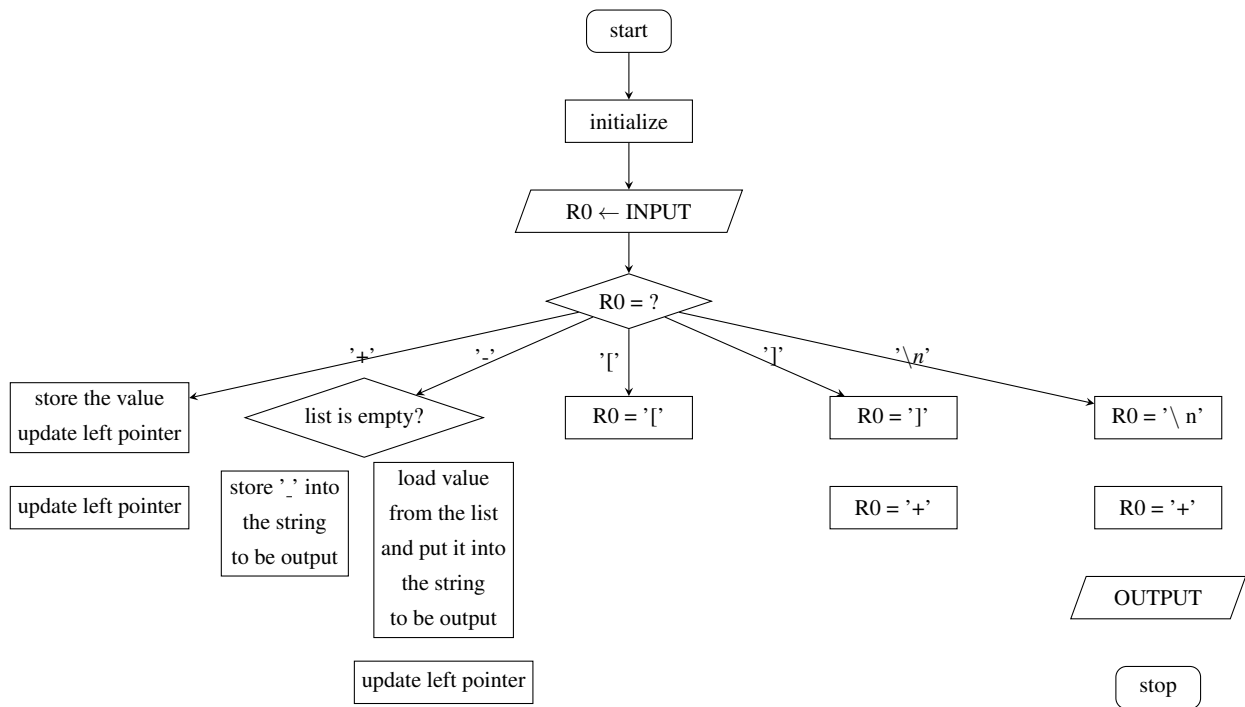 start
initialize
R0 ← INPUT
R0 = ?
'+'
'-'
'['
']'
'\n'
store the value
update left pointer
list is empty?
R0 = '['
R0 = ']'
R0 = '\ n'
update left pointer
store '_' into
the string
to be output
load value
from the list
and put it into
the string
to be output
R0 = '+'
R0 = '+'
OUTPUT
update left pointer
stop